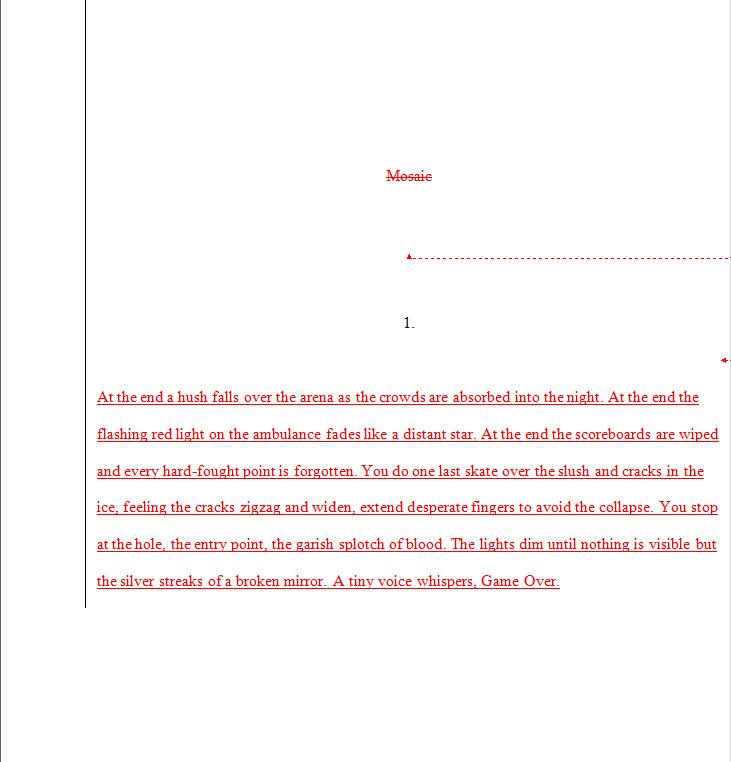 Mosaic
1.
At the end a hush falls over the arena as the crowds are absorbed into the night. At the end the
flashing red light on the ambulance fades like a distant star. At the end the scoreboards are wiped
and every hard-fought point is forgotten. You do one last skate over the slush and cracks in the
ice, feeling the cracks zigzag and widen, extend desperate fingers to avoid the collapse. You stop
at the hole, the entry point, the garish splotch of blood. The lights dim until nothing is visible but
the silver streaks of a broken mirror. A tiny voice whispers, Game Over.